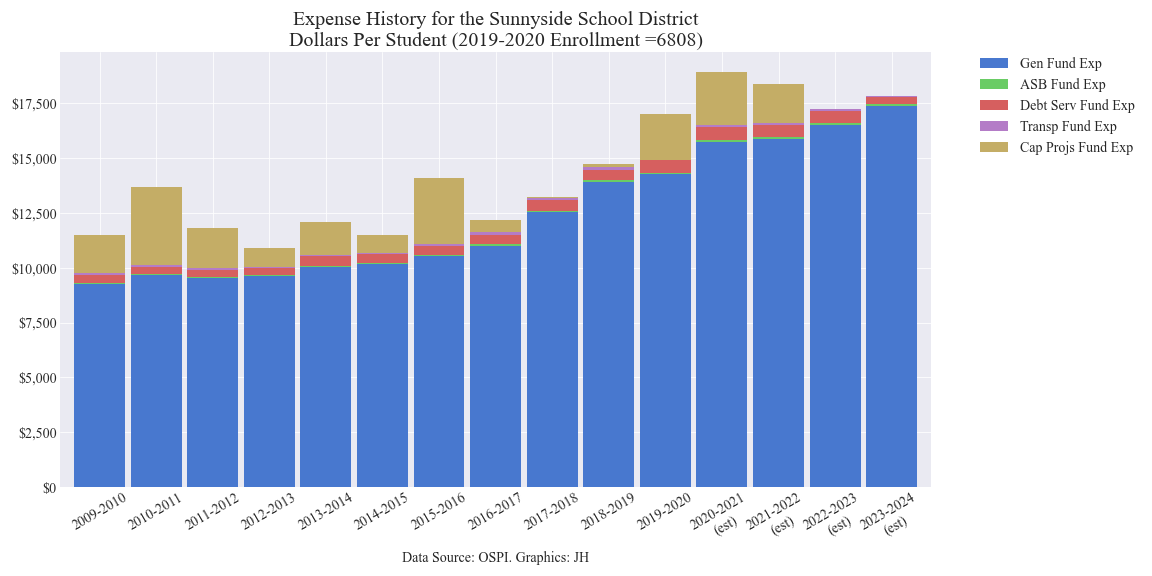 Expense History for the Sunnyside School District
Dollars Per Student (2019-2020 Enrollment =6808)
Gen Fund Exp
ASB Fund Exp
Debt Serv Fund Exp
Transp Fund Exp
Cap Projs Fund Exp
$17,500
$15,000
$12,500
$10,000
$7,500
$5,000
$2,500
$0
2009-2010
2010-2011
2011-2012
2012-2013
2013-2014
2014-2015
2015-2016
2016-2017
2017-2018
2018-2019
2019-2020
2020-2021
(est)
2021-2022
(est)
2022-2023
(est)
2023-2024
(est)
Data Source: OSPI. Graphics: JH